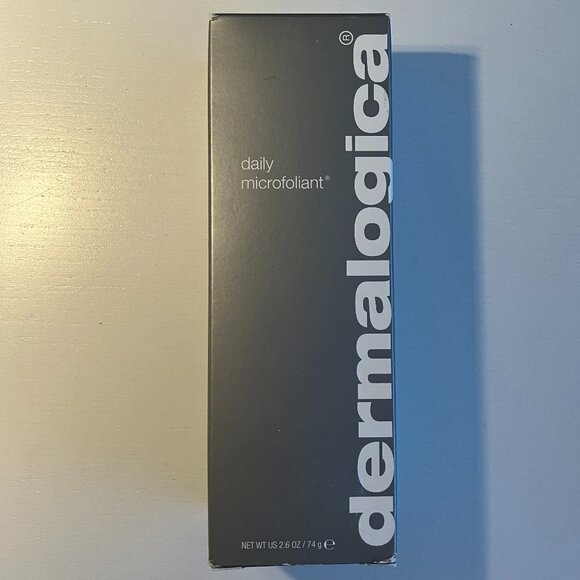 daily
microfoliant®
dermalogica®
NET WT US 2.6 OZ / 74 g ℮